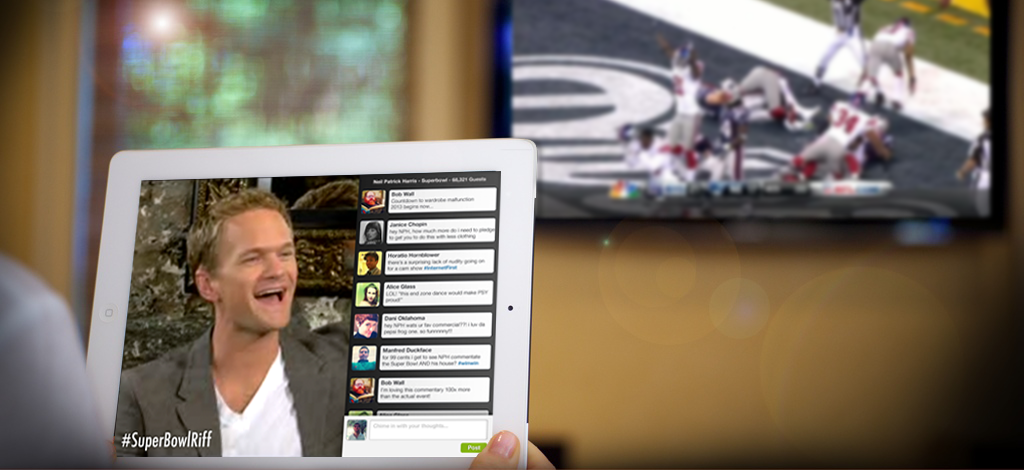 Neil Patrick Harris - Superbowl - 66,321 Guests
Bob Wall
Countdown to wardrobe malfunction
2013 begins now...
Janice Chopin
hey NPH, how much more do I need to pledge
to get you to do this with less clothing
Horatio Hornblower
there's a surprising lack of nudity going on
for a cam show #InternetFirst
Alice Glass
LOL! "this end zone dance would make PSY
proud!"
Dani Oklahoma
hey NPH wats ur fav commercial??? i luv da
pepsi frog one, so funnnny!!
Manfred Duckface
for 99 cents i get to see NPH commentate
the Super Bowl AND his house?
Bob Wall
I'm loving this commentary 100x more
than the actual event!
Chime in with your thoughts...
Post
#SuperBowlRiff
34